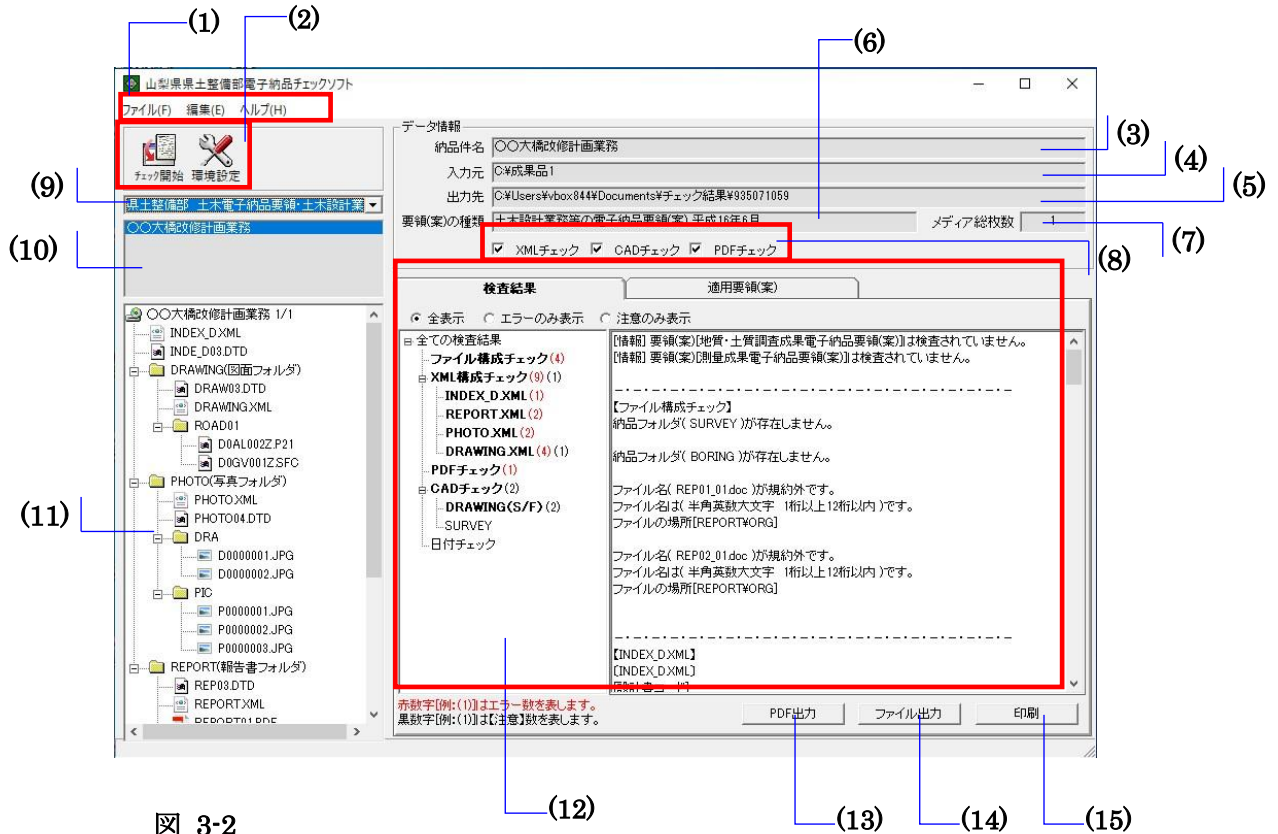 (1)
(2)
(6)
山梨県県土整備部電子納品チェックソフト
ファイル(F) 編集(E) ヘルプ(H)
チェック開始 環境設定
データ情報
納品件名 〇〇大橋改修計画業務
(3)
入力元 C:¥成果品1
(4)
出力先 C:¥Users¥vbox844¥Documents¥チェック結果¥935071059
(5)
要領(案)の種類 土木設計業務等の電子納品要領(案) 平成16年6月
メディア総枚数 1
(7)
XMLチェック CADチェック PDFチェック
(8)
(9)
県土整備部 土木電子納品要領・土木設計業
〇〇大橋改修計画業務
(10)
〇〇大橋改修計画業務 1/1
INDEX_D.XML
INDE_D03.DTD
DRAWING(図面フォルダ)
DRAW03.DTD
DRAWING.XML
ROAD01
D0AL002Z.P21
D0GV001Z.SFC
PHOTO(写真フォルダ)
PHOTO.XML
PHOTO04.DTD
(11)
DRA
D0000001.JPG
D0000002.JPG
PIC
P0000001.JPG
P0000002.JPG
P0000003.JPG
REPORT(報告書フォルダ)
REP03.DTD
REPORT.XML
REPORT01.PDF
検査結果
適用要領(案)
全表示 エラーのみ表示 注意のみ表示
全ての検査結果
ファイル構成チェック(4)
XML構成チェック(9)(1)
INDEX_D.XML(1)
REPORT.XML(2)
PHOTO.XML(2)
DRAWING.XML(4)(1)
PDFチェック(1)
CADチェック(2)
DRAWING(S/F)(2)
SURVEY
日付チェック
[情報] 要領(案)[地質・土質調査成果電子納品要領(案)]は検査されていません。
[情報] 要領(案)[測量成果電子納品要領(案)]は検査されていません。
－・－・－・－・－・－・－・－・－・－・－・－・－・－・－・－
【ファイル構成チェック】
納品フォルダ( SURVEY )が存在しません。
納品フォルダ( BORING )が存在しません。
ファイル名( REP01_01.doc )が規約外です。
ファイル名は( 半角英数大文字 1桁以上12桁以内 )です。
ファイルの場所[REPORT¥ORG]
ファイル名( REP02_01.doc )が規約外です。
ファイル名は( 半角英数大文字 1桁以上12桁以内 )です。
ファイルの場所[REPORT¥ORG]
－・－・－・－・－・－・－・－・－・－・－・－・－・－・－・－
【INDEX_D.XML】
[INDEX_D.XML]
赤数字[例:(1)]はエラー数を表します。
黒数字[例:(1)]は【注意】数を表します。
PDF出力 ファイル出力 印刷
(12)
(13)
(14)
(15)
図 3-2